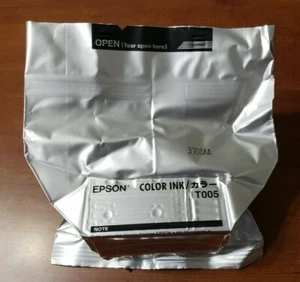 OPEN (Tear open here)
EPSON COLOR INK/カラー
T005
NOTE